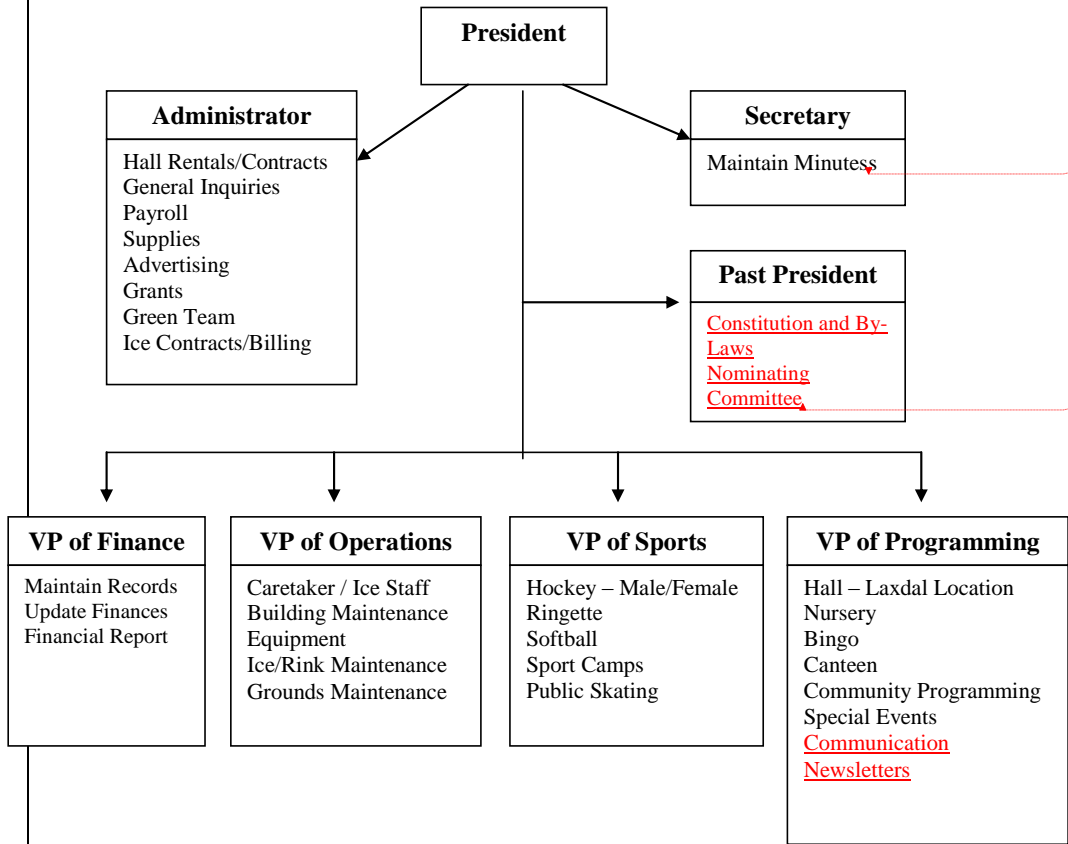 President
Administrator
Hall Rentals/Contracts
General Inquiries
Payroll
Supplies
Advertising
Grants
Green Team
Ice Contracts/Billing
Secretary
Maintain Minutess
Past President
Constitution and By-
Laws
Nominating
Committee
VP of Finance
Maintain Records
Update Finances
Financial Report
VP of Operations
Caretaker / Ice Staff
Building Maintenance
Equipment
Ice/Rink Maintenance
Grounds Maintenance
VP of Sports
Hockey – Male/Female
Ringette
Softball
Sport Camps
Public Skating
VP of Programming
Hall – Laxdal Location
Nursery
Bingo
Canteen
Community Programming
Special Events
Communication
Newsletters